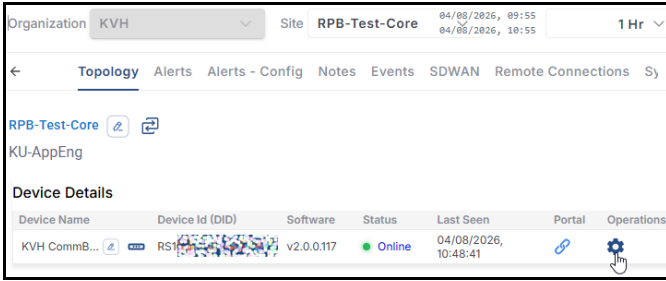 Organization KVH Site RPB-Test-Core 04/08/2026, 09:55 1 Hr
04/08/2026, 10:55
Topology Alerts Alerts - Config Notes Events SDWAN Remote Connections
RPB-Test-Core
KU-AppEng
Device Details
Device Name Device Id (DID) Software Status Last Seen Portal Operations
KVH CommB... RS1 v2.0.0.117 Online 04/08/2026,
10:48:41